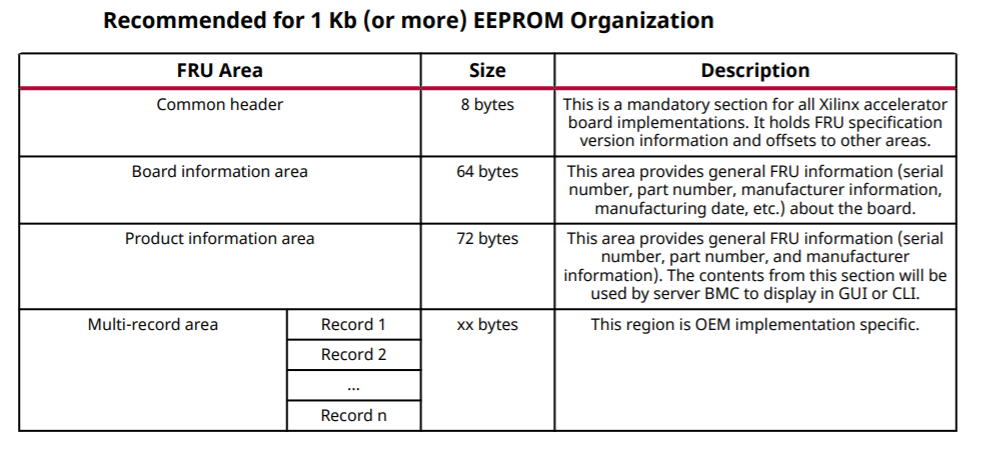 Recommended for 1 Kb (or more) EEPROM Organization
FRU Area Size Description
Common header 8 bytes This is a mandatory section for all Xilinx accelerator
board implementations. It holds FRU specification
version information and offsets to other areas.
Board information area 64 bytes This area provides general FRU information (serial
number, part number, manufacturer information,
manufacturing date, etc.) about the board.
Product information area 72 bytes This area provides general FRU information (serial
number, part number, and manufacturer
information). The contents from this section will be
used by server BMC to display in GUI or CLI.
Multi-record area Record 1 xx bytes This region is OEM implementation specific.
Record 2
...
Record n